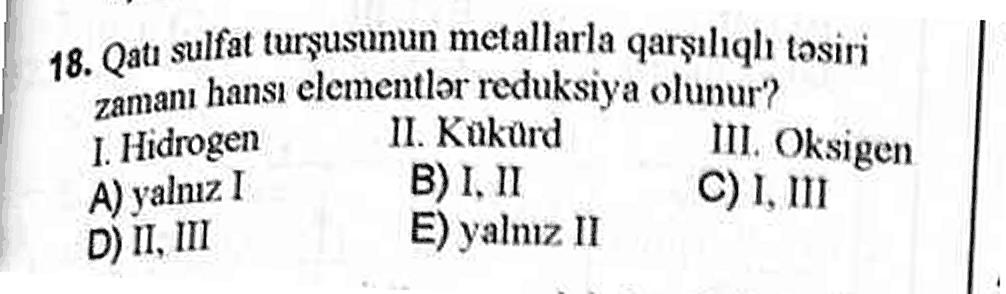 18. Qatı sulfat turşusunun metallarla qarşılıqlı təsiri
zamanı hansı elementlər reduksiya olunur?
I. Hidrogen II. Kükürd III. Oksigen
A) yalnız I B) I, II C) I, III
D) II, III E) yalnız II